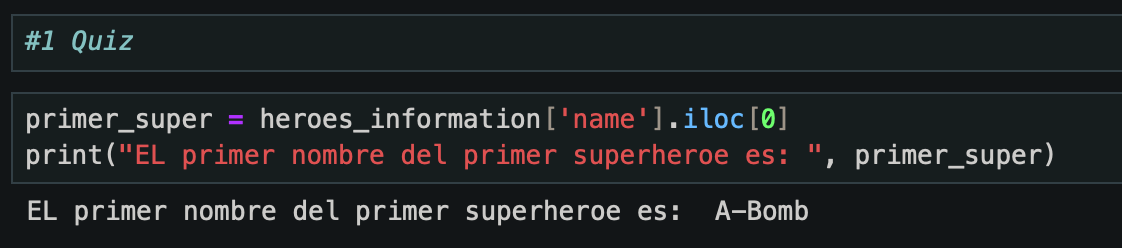 #1 Quiz
primer_super = heroes_information['name'].iloc[0]
print("EL primer nombre del primer superheroe es: ", primer_super)
EL primer nombre del primer superheroe es:  A-Bomb